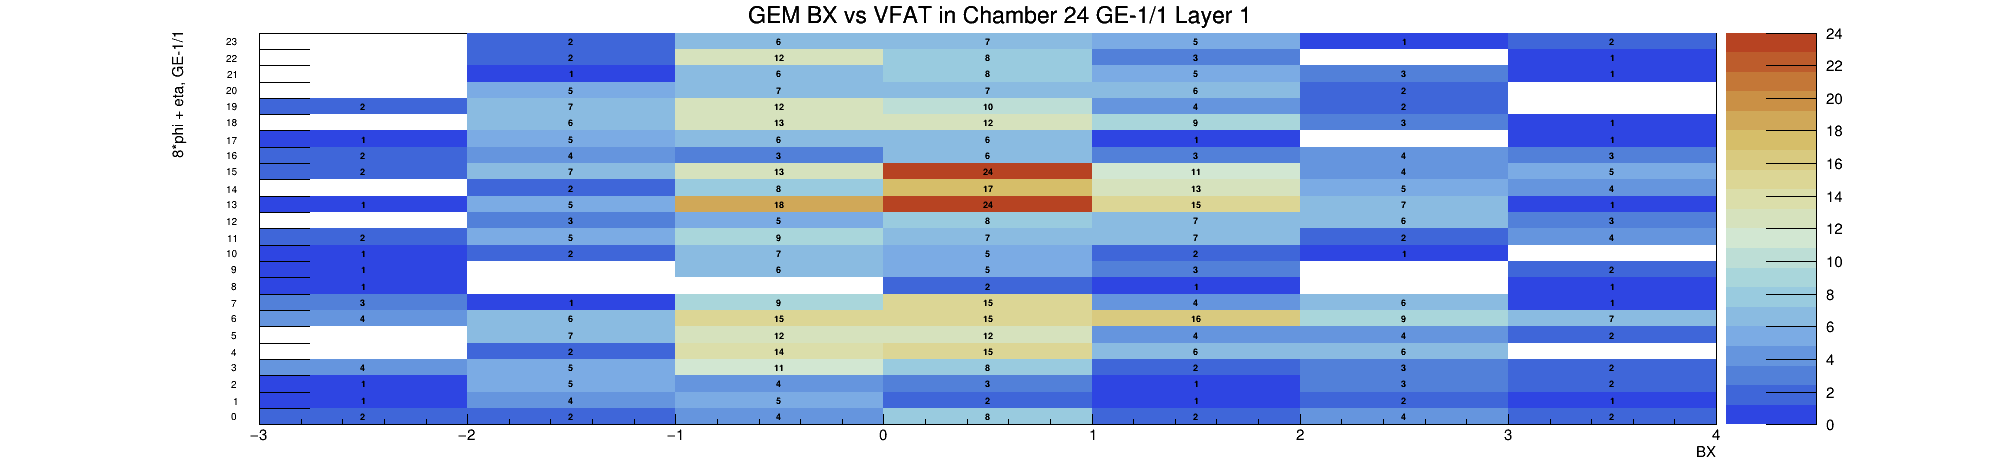 GEM BX vs VFAT in Chamber 24 GE-1/1 Layer 1
8*phi + eta, GE-1/1
23 2 6 7 5 1 2
22 2 12 8 3 1
21 1 6 8 5 3 1
20 5 7 7 6 2
19 2 7 12 10 4 2
18 6 13 12 9 3 1
17 1 5 6 6 1 1
16 2 4 3 6 3 4 3
15 2 7 13 24 11 4 5
14 2 8 17 13 5 4
13 1 5 18 24 15 7 1
12 3 5 8 7 6 3
11 2 5 9 7 7 2 4
10 1 2 7 5 2 1
9 1 6 5 3 2
8 1 2 1 1
7 3 1 9 15 4 6 1
6 4 6 15 15 16 9 7
5 7 12 12 4 4 2
4 2 14 15 6 6
3 4 5 11 8 2 3 2
2 1 5 4 3 1 3 2
1 1 4 5 2 1 2 1
0 2 2 4 8 2 4 2
−3 −2 −1 0 1 2 3 4
BX
24
22
20
18
16
14
12
10
8
6
4
2
0